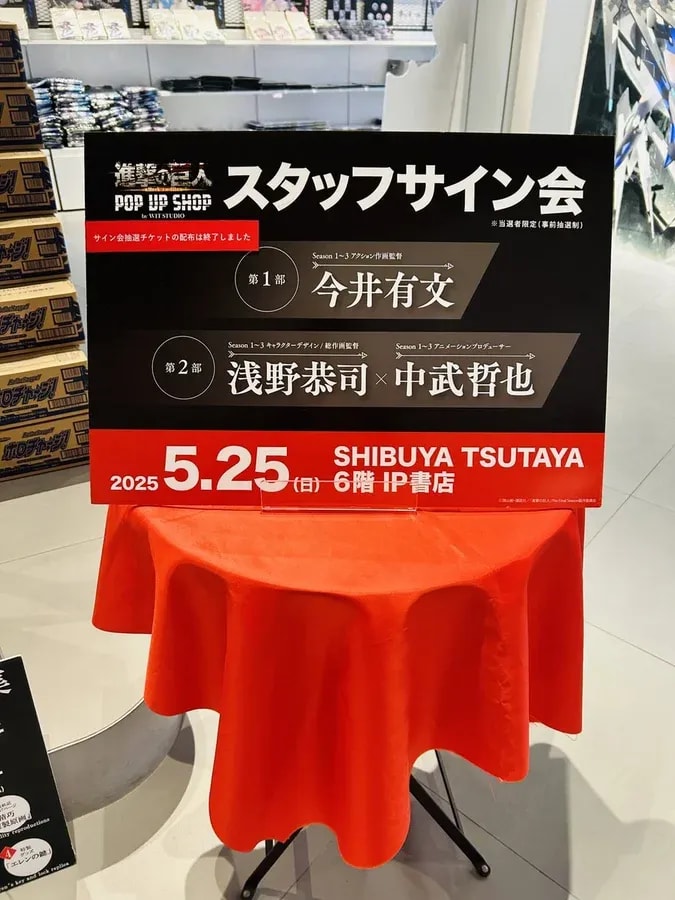 進撃の巨人
POP UP SHOP
by WIT STUDIO
スタッフサイン会
※当選者限定(事前抽選制)
サイン会抽選チケットの配布は終了しました
第1部
Season 1~3 アクション作画監督
今井有文
第2部
Season 1~3 キャラクターデザイン/総作画監督
浅野恭司
×
Season 1~3 アニメーションプロデューサー
中武哲也
2025 5.25(日)
SHIBUYA TSUTAYA
6階 IP書店
「エレンの鍵」